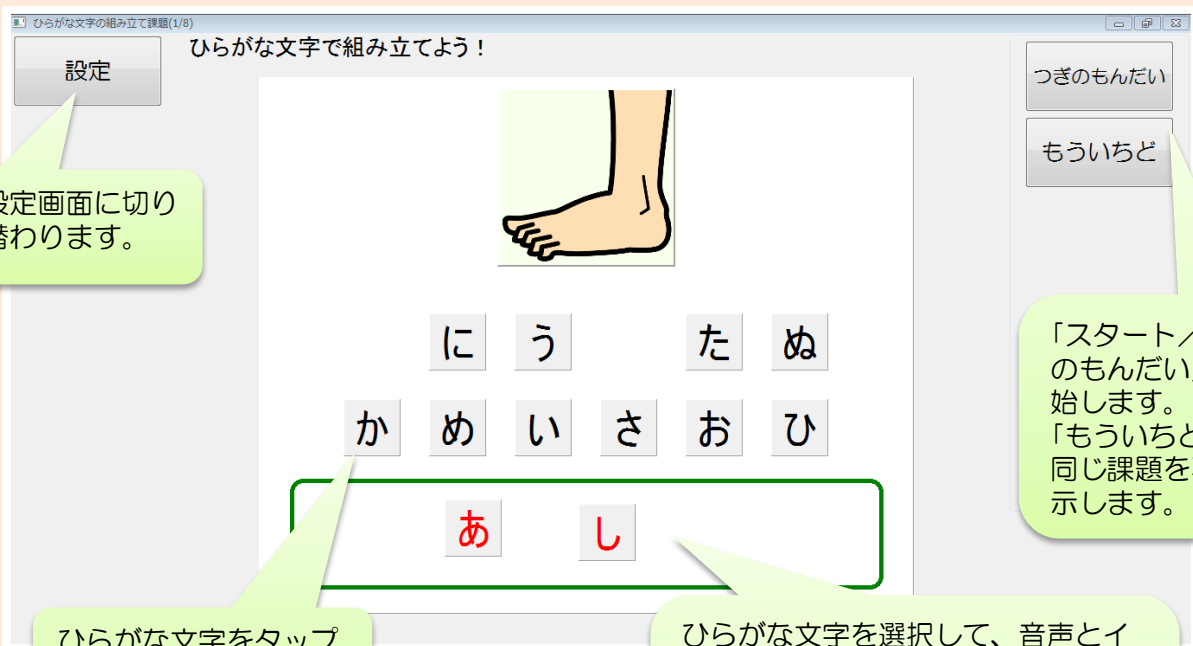 ひらがな文字の組み立て課題(1/8)
設定
ひらがな文字で組み立てよう！
つぎのもんだい
もういちど
設定画面に切り
替わります。
に う た ぬ
か め い さ お ひ
あ し
「スタート／
のもんだい
始します。
「もういちど
同じ課題を
示します。
ひらがな文字をタップ
ひらがな文字を選択して、音声とイ